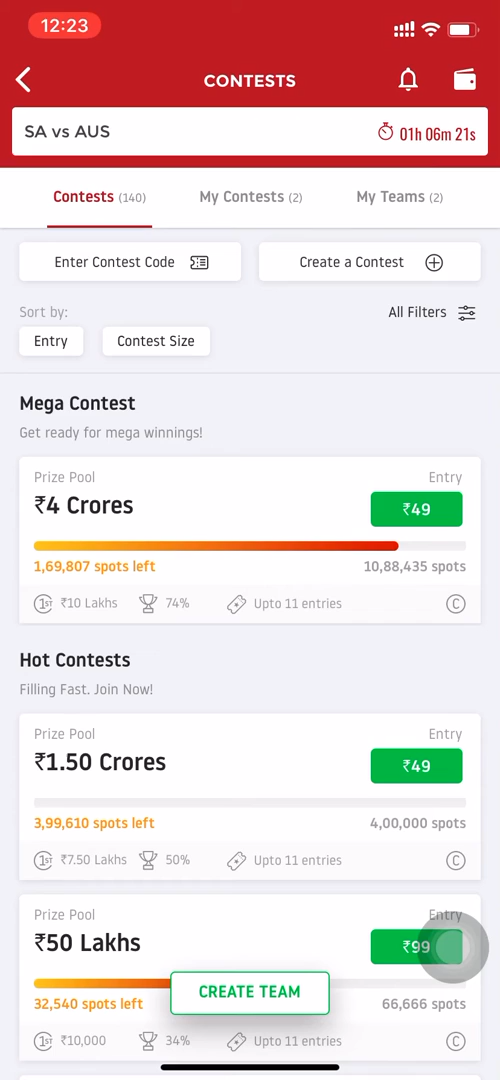 12:23
CONTESTS
SA vs AUS
01h 06m 21s
Contests (140)
My Contests (2)
My Teams (2)
Enter Contest Code
Create a Contest
Sort by:
All Filters
Entry
Contest Size
Mega Contest
Get ready for mega winnings!
Prize Pool
Entry
₹4 Crores
₹49
1,69,807 spots left
10,88,435 spots
1ST ₹10 Lakhs
74%
Upto 11 entries
C
Hot Contests
Filling Fast. Join Now!
Prize Pool
Entry
₹1.50 Crores
₹49
3,99,610 spots left
4,00,000 spots
1ST ₹7.50 Lakhs
50%
Upto 11 entries
C
Prize Pool
Entry
₹50 Lakhs
₹99
CREATE TEAM
32,540 spots left
66,666 spots
1ST ₹10,000
34%
Upto 11 entries
C